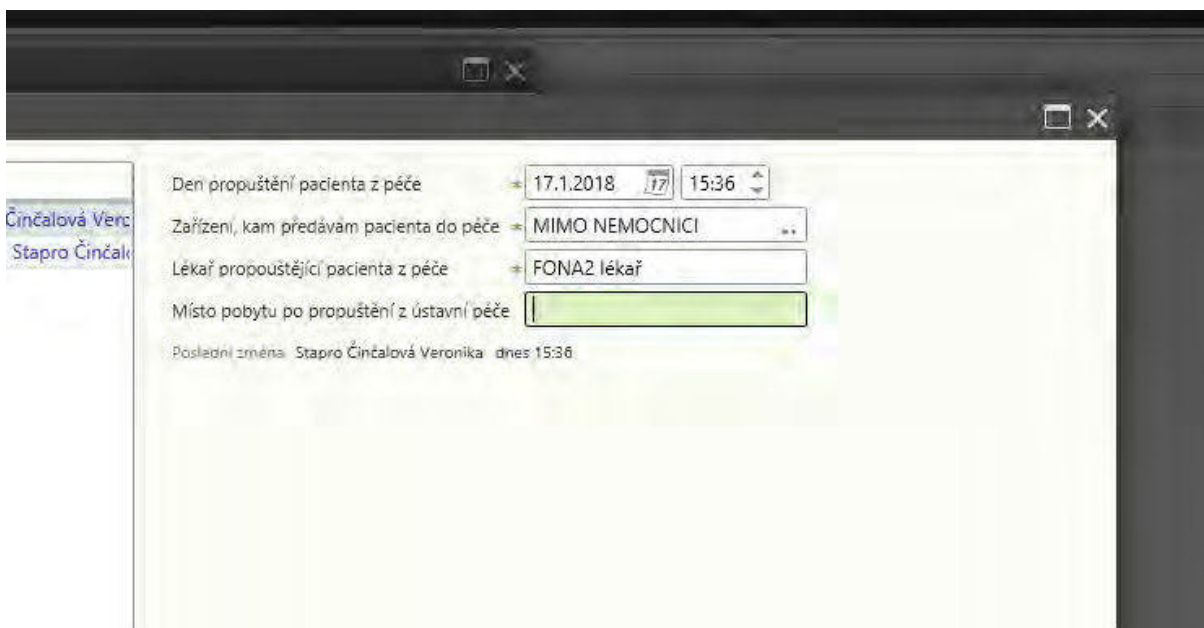 Den propuštění pacienta z péče * 17.1.2018 17 15:36
Činčalová Verc
Zařízení, kam předávám pacienta do péče * MIMO NEMOCNICI ..
Stapro Činčalo
Lékař propouštějící pacienta z péče * FONA2 lékař
Místo pobytu po propuštění z ústavní péče
Poslední změna Stapro Činčalová Veronika dnes 15:36